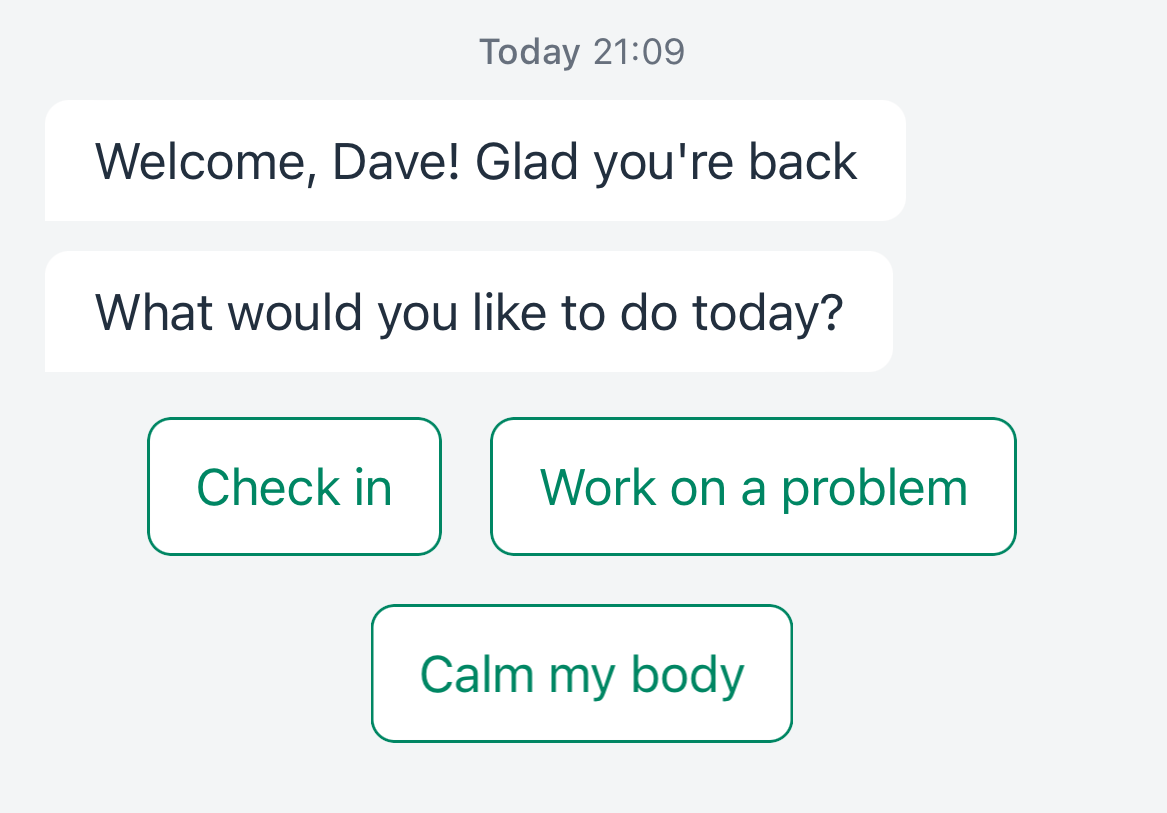 Today 21:09
Welcome, Dave! Glad you're back
What would you like to do today?
Check in
Work on a problem
Calm my body